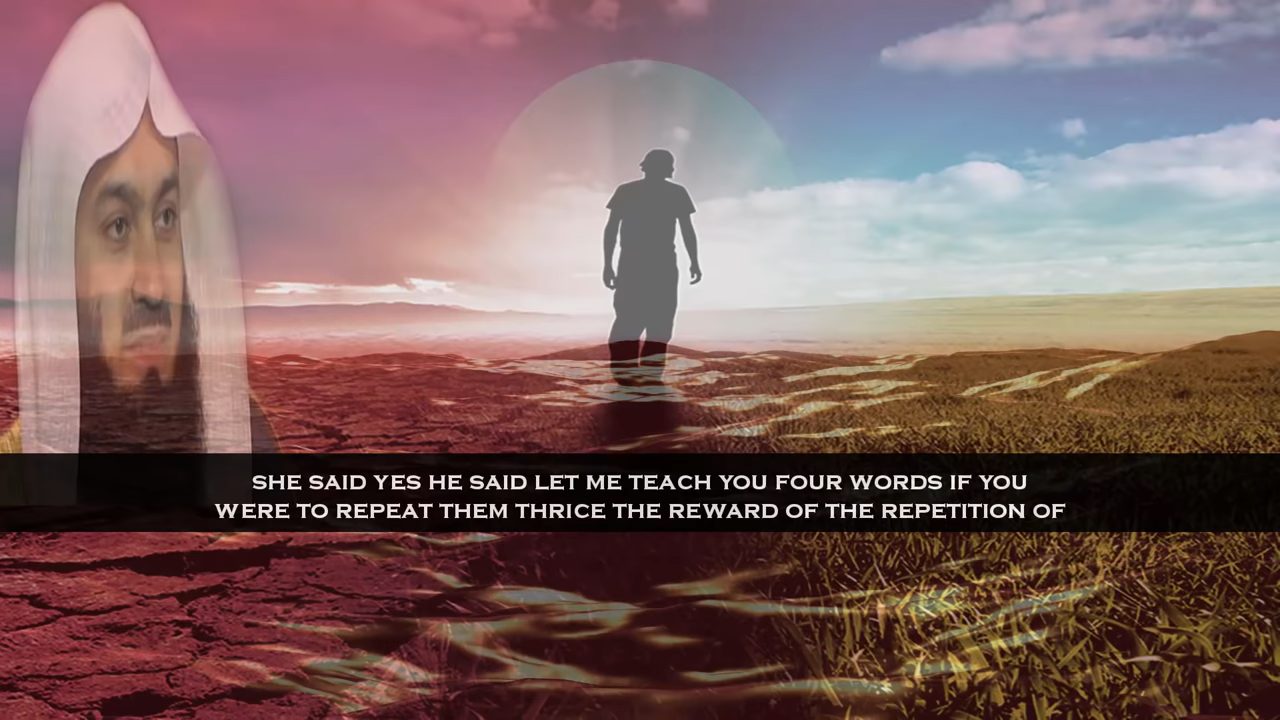 SHE SAID YES HE SAID LET ME TEACH YOU FOUR WORDS IF YOU
WERE TO REPEAT THEM THRICE THE REWARD OF THE REPETITION OF